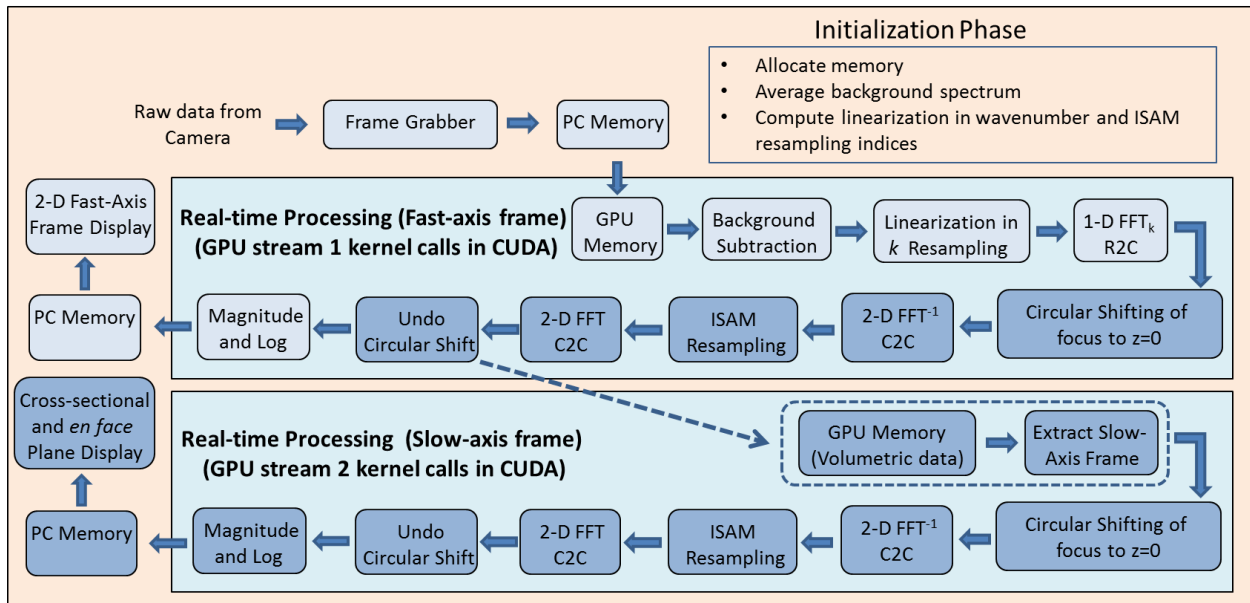 Initialization Phase
• Allocate memory
• Average background spectrum
• Compute linearization in wavenumber and ISAM
resampling indices
Raw data from
Camera
Frame Grabber
PC Memory
Real-time Processing (Fast-axis frame)
(GPU stream 1 kernel calls in CUDA)
GPU
Memory
Background
Subtraction
Linearization in
k Resampling
1-D FFTₖ
R2C
Circular Shifting of
focus to z=0
2-D FFT⁻¹
C2C
ISAM
Resampling
2-D FFT
C2C
Undo
Circular Shift
Magnitude
and Log
PC Memory
2-D Fast-Axis
Frame Display
Real-time Processing (Slow-axis frame)
(GPU stream 2 kernel calls in CUDA)
GPU Memory
(Volumetric data)
Extract Slow-
Axis Frame
Circular Shifting of
focus to z=0
2-D FFT⁻¹
C2C
ISAM
Resampling
2-D FFT
C2C
Undo
Circular Shift
Magnitude
and Log
PC Memory
Cross-sectional
and en face
Plane Display